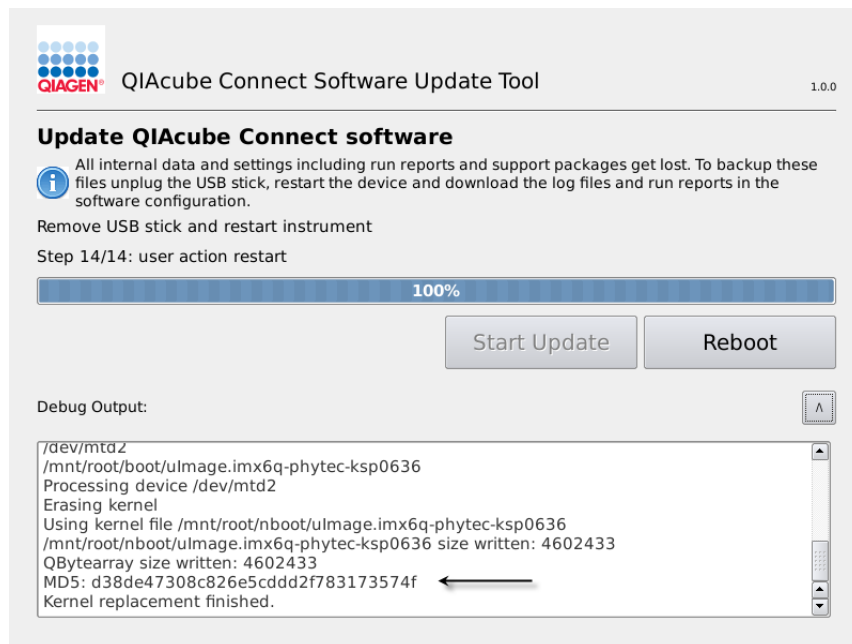 QIAGEN®
QIAcube Connect Software Update Tool
1.0.0
Update QIAcube Connect software
All internal data and settings including run reports and support packages get lost. To backup these
files unplug the USB stick, restart the device and download the log files and run reports in the
software configuration.
Remove USB stick and restart instrument
Step 14/14: user action restart
100%
Start Update
Reboot
Debug Output:
/dev/mtd2
/mnt/root/boot/uImage.imx6q-phytec-ksp0636
Processing device /dev/mtd2
Erasing kernel
Using kernel file /mnt/root/nboot/uImage.imx6q-phytec-ksp0636
/mnt/root/nboot/uImage.imx6q-phytec-ksp0636 size written: 4602433
QBytearray size written: 4602433
MD5: d38de47308c826e5cddd2f783173574f
Kernel replacement finished.